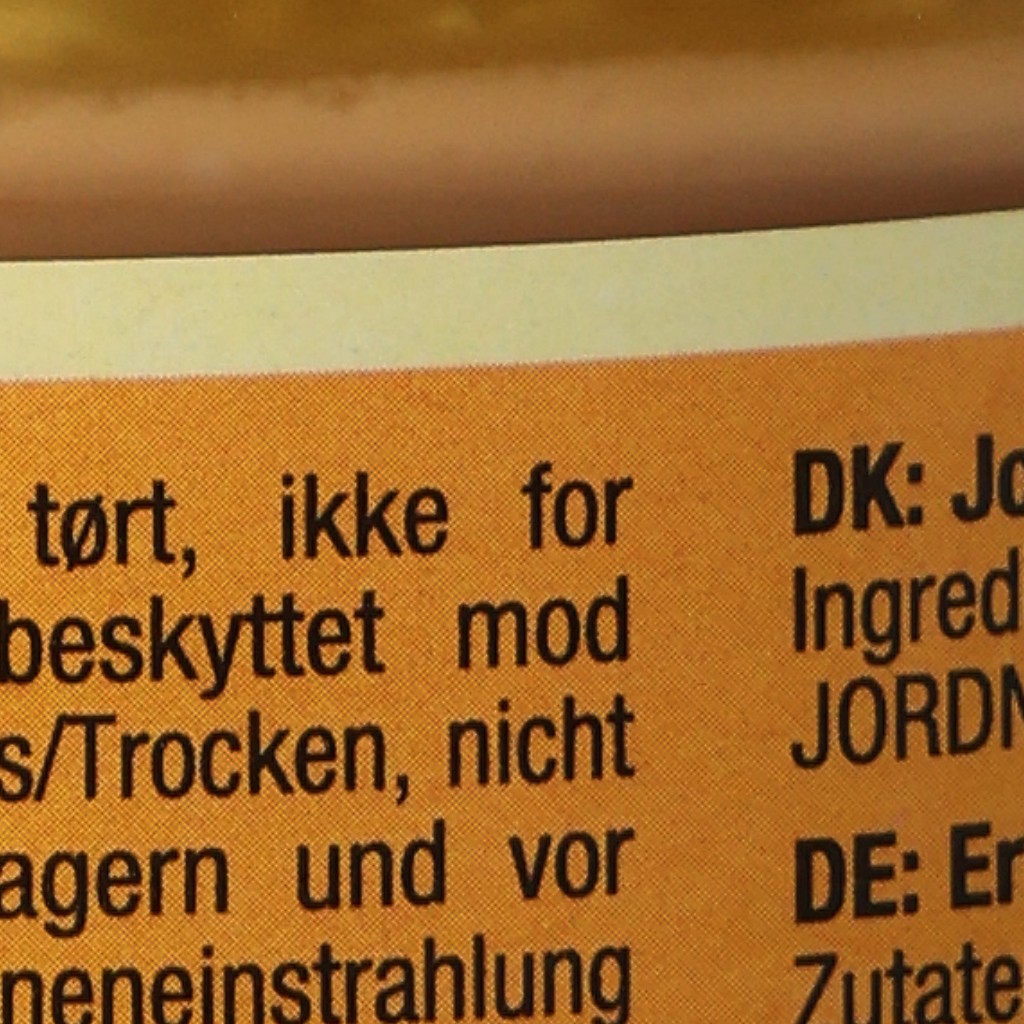 tørt, ikke for
beskyttet mod
s/Trocken, nicht
agern und vor
neneinstrahlung
DK: Jo
Ingred
JORDN
DE: Er
Zutate